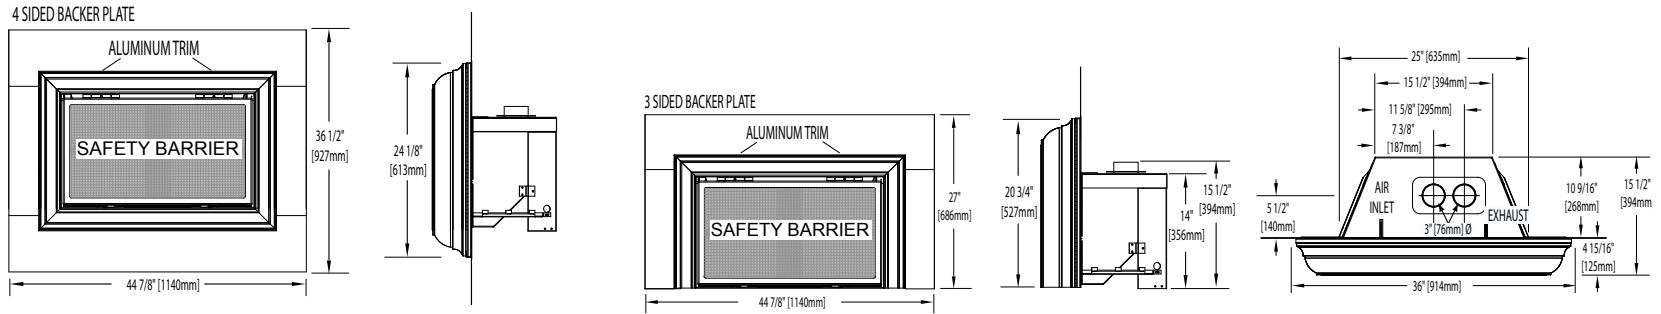 4 SIDED BACKER PLATE
ALUMINUM TRIM
SAFETY BARRIER
36 1/2"
[927mm]
44 7/8" [1140mm]
24 1/8"
[613mm]
3 SIDED BACKER PLATE
ALUMINUM TRIM
SAFETY BARRIER
27"
[686mm]
44 7/8" [1140mm]
20 3/4"
[527mm]
14"
[356mm]
15 1/2"
[394mm]
25" [635mm]
15 1/2" [394mm]
11 5/8" [295mm]
7 3/8"
[187mm]
AIR
INLET
EXHAUST
3" [76mm] Ø
5 1/2"
[140mm]
10 9/16"
[268mm]
15 1/2"
[394mm
4 15/16"
[125mm]
36" [914mm]